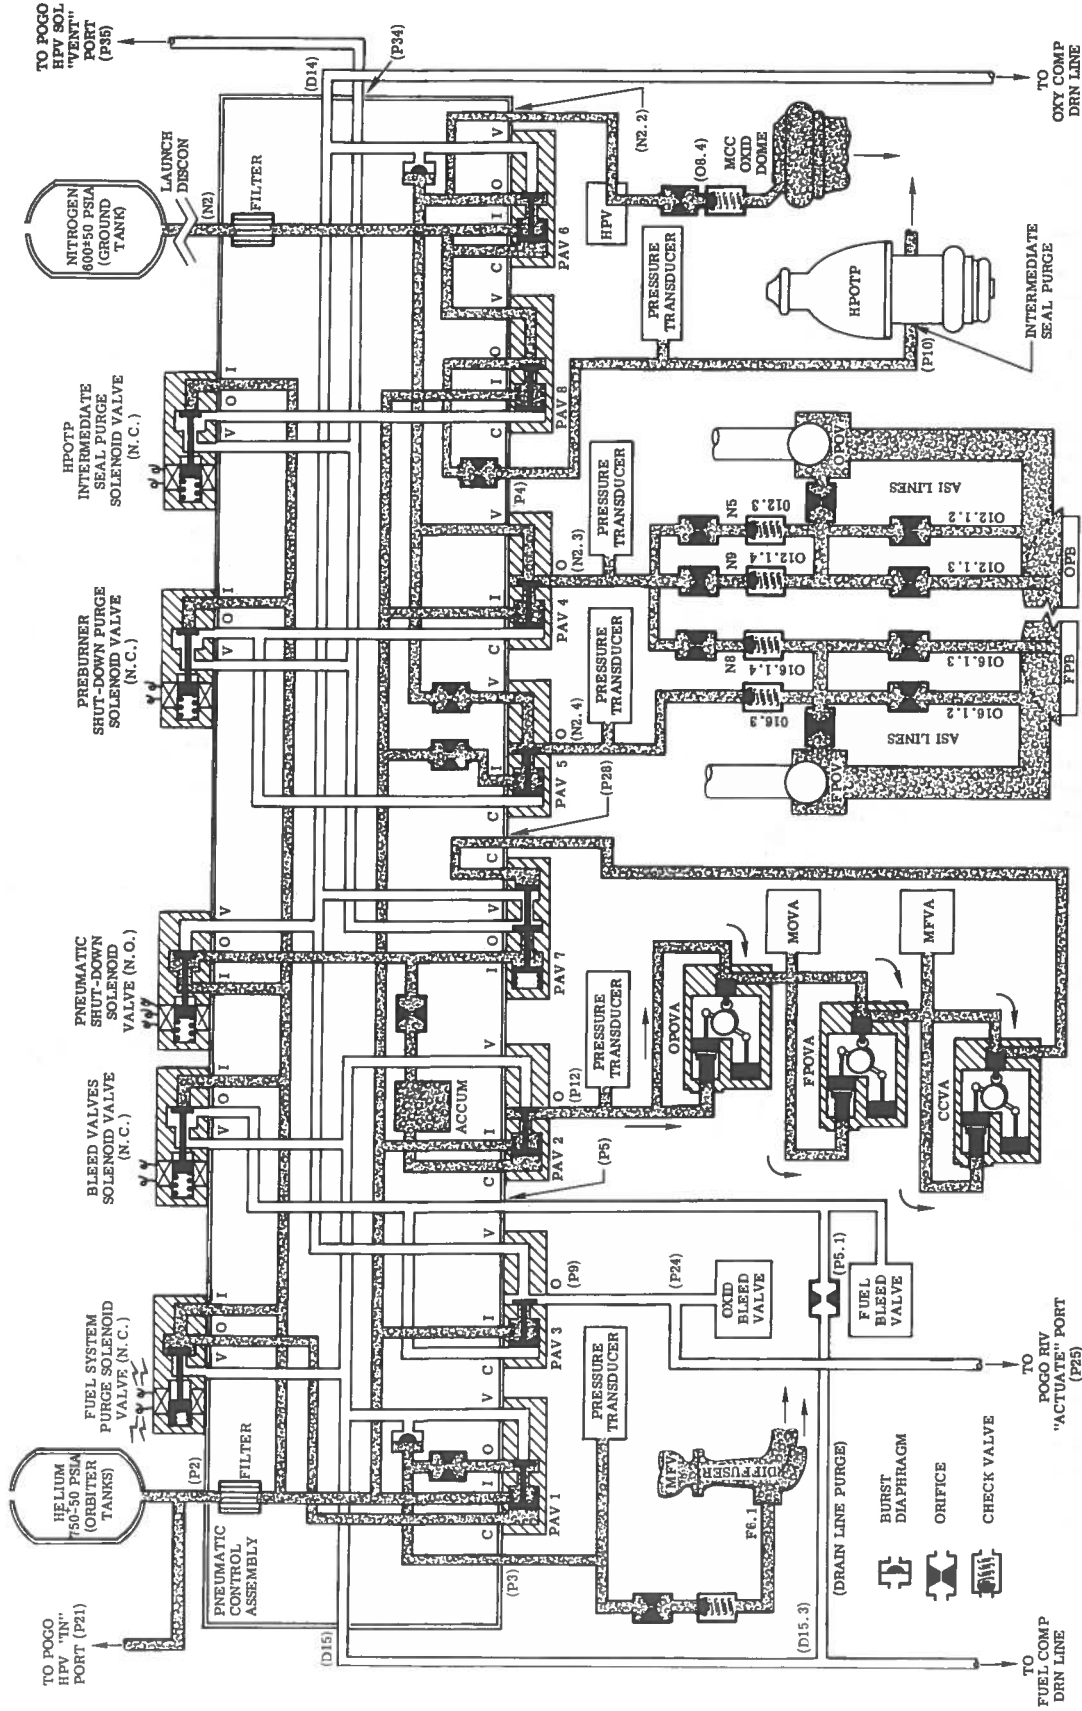 TO POGO
HPV SOL
"VENT"
PORT
(P35)
(P34)
(D14)
TO
OXY COMP
DRN LINE
NITROGEN
600±50 PSIA
(GROUND
TANK)
LAUNCH
DISCON
(N2)
FILTER
(N2.2)
HPV
(O8.4)
MCC
OXID
DOME
PRESSURE
TRANSDUCER
HPOTP
(P10)
INTERMEDIATE
SEAL PURGE
HPOTP
INTERMEDIATE
SEAL PURGE
SOLENOID VALVE
(N.C.)
V
O
I
C
I
V
O
I
C
V
O
I
C
PAV 6
PAV 8
(P4)
PREBURNER
SHUT-DOWN PURGE
SOLENOID VALVE
(N.C.)
V
O
I
V
O
I
C
PAV 4
(N2.3)
PRESSURE
TRANSDUCER
N5
O12.3
N9
O12.1.4
OPOV
ASI LINES
O12.1.2
O12.1.3
OPB
V
O
I
C
PAV 5
(N2.4)
PRESSURE
TRANSDUCER
N8
O16.1.4
O16.3
O16.1.3
O16.1.2
FPOV
ASI LINES
FPB
(P28)
PNEUMATIC
SHUT-DOWN
SOLENOID
VALVE (N.O.)
V
O
I
C
V
O
I
PAV 7
PRESSURE
TRANSDUCER
OPOVA
MOVA
FPOVA
MFVA
CCVA
BLEED VALVES
SOLENOID VALVE
(N.C.)
I
O
V
ACCUM
V
O
I
C
PAV 2
(P12)
(P5)
FUEL SYSTEM
PURGE SOLENOID
VALVE (N.C.)
I
O
V
V
O
I
C
PAV 3
(P9)
(P24)
OXID
BLEED
VALVE
(P5.1)
FUEL
BLEED
VALVE
TO
POGO RIV
"ACTUATE" PORT
(P25)
HELIUM
750±50 PSIA
(ORBITER
TANKS)
(P2)
FILTER
PNEUMATIC
CONTROL
ASSEMBLY
V
O
I
C
PAV 1
(P3)
PRESSURE
TRANSDUCER
MFV
DIFFUSER
F6.1
(DRAIN LINE PURGE)
(D15)
(D15.3)
TO POGO
HPV "IN"
PORT (P21)
TO
FUEL COMP
DRN LINE
BURST
DIAPHRAGM
ORIFICE
CHECK VALVE